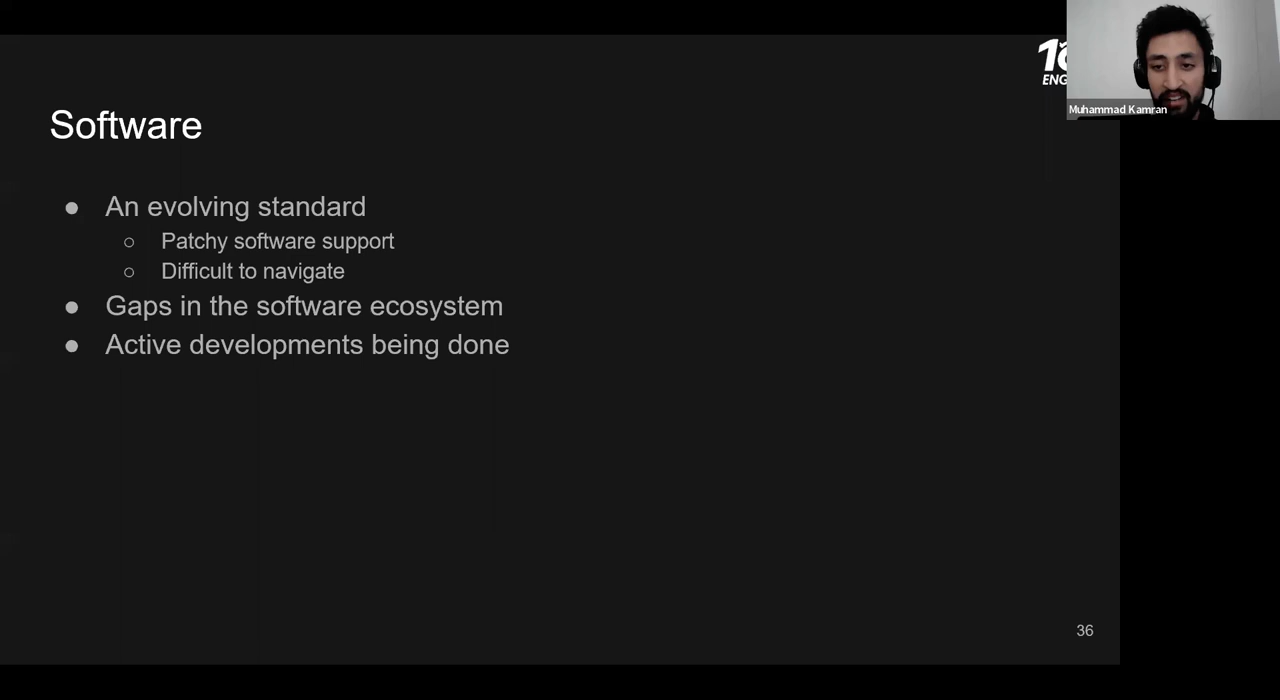 Software
● An evolving standard
○ Patchy software support
○ Difficult to navigate
● Gaps in the software ecosystem
● Active developments being done
36
ENG
Muhammad Kamran